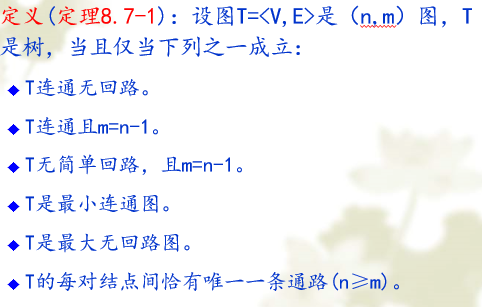 定义(定理8.7-1)：设图T=<V,E>是（n,m）图，T
是树，当且仅当下列之一成立：
◆T连通无回路。
◆T连通且m=n-1。
◆T无简单回路，且m=n-1。
◆T是最小连通图。
◆T是最大无回路图。
◆T的每对结点间恰有唯一一条通路(n≥m)。